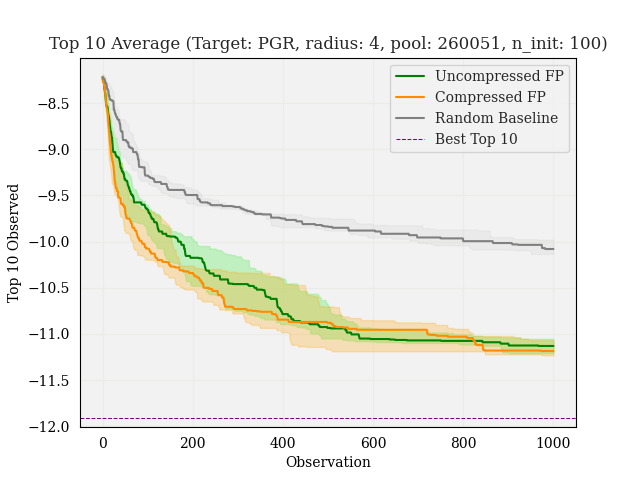 Top 10 Average (Target: PGR, radius: 4, pool: 260051, n_init: 100)
Uncompressed FP
Compressed FP
Random Baseline
Best Top 10
Top 10 Observed
−8.5
−9.0
−9.5
−10.0
−10.5
−11.0
−11.5
−12.0
0 200 400 600 800 1000
Observation